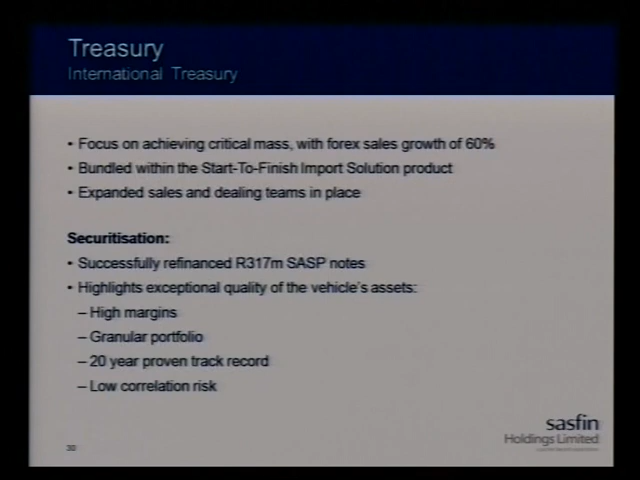 Treasury
International Treasury
• Focus on achieving critical mass, with forex sales growth of 60%
• Bundled within the Start-To-Finish Import Solution product
• Expanded sales and dealing teams in place
Securitisation:
• Successfully refinanced R317m SASP notes
• Highlights exceptional quality of the vehicle's assets:
– High margins
– Granular portfolio
– 20 year proven track record
– Low correlation risk
sasfin
Holdings Limited
30